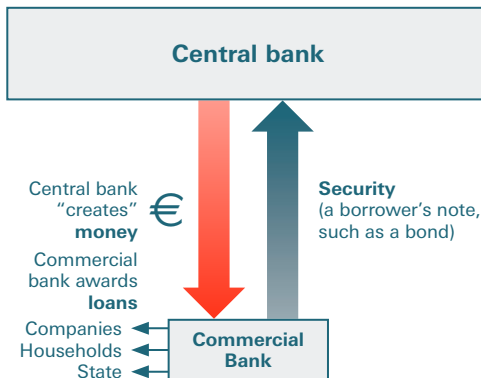 Central bank
Central bank
"creates"
money
€
Commercial
bank awards
loans
Security
(a borrower's note,
such as a bond)
Companies
Households
State
Commercial
Bank